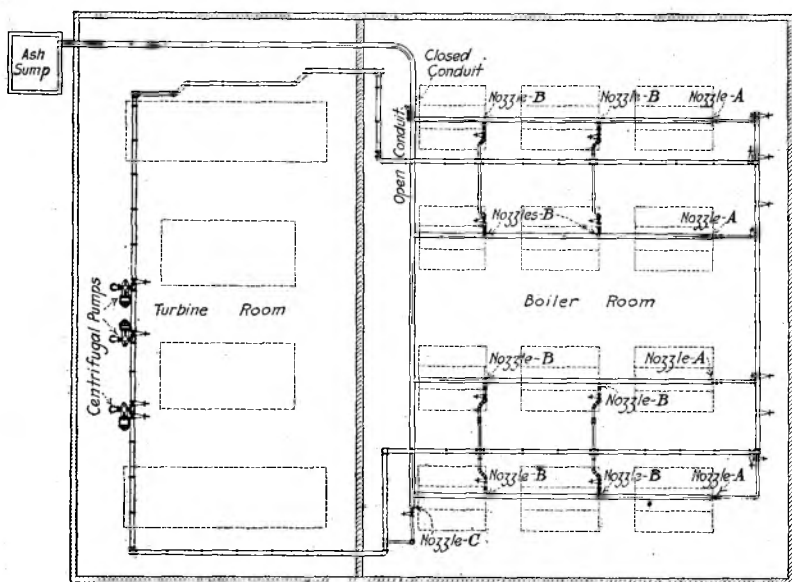 Ash
Sump
Closed
Conduit
Nozzle-B
Nozzle-B
Nozzle-A
Open Conduit
Nozzles-B
Nozzle-A
Centrifugal Pumps
Turbine Room
Boiler Room
Nozzle-B
Nozzle-A
Nozzle-B
Nozzle-B
Nozzle-B
Nozzle-A
Nozzle-C